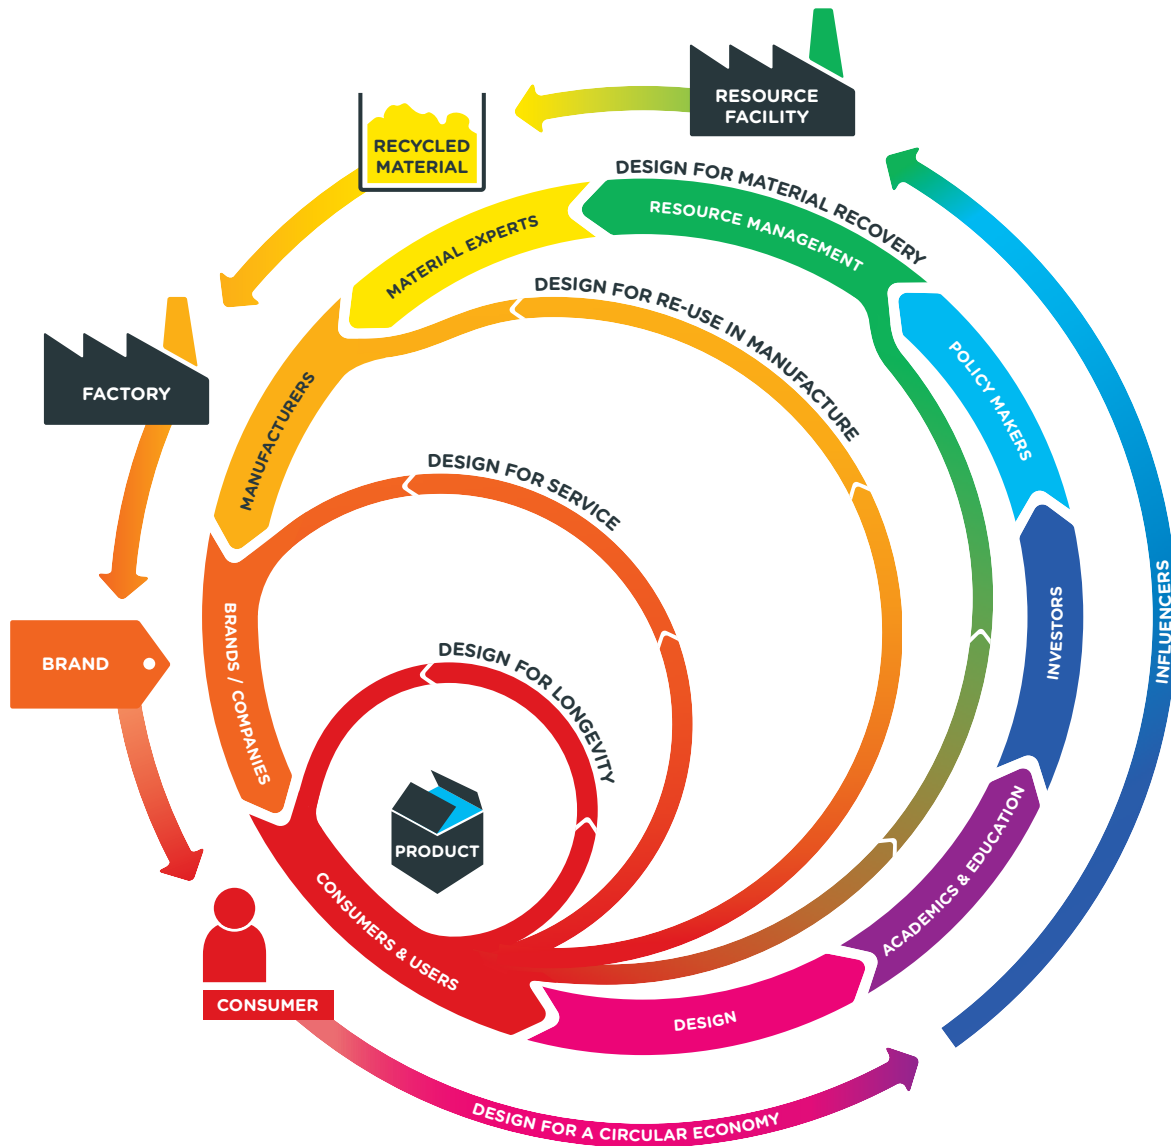 RESOURCE
FACILITY
RECYCLED
MATERIAL
DESIGN FOR MATERIAL RECOVERY
RESOURCE MANAGEMENT
MATERIAL EXPERTS
DESIGN FOR RE-USE IN MANUFACTURE
POLICY MAKERS
FACTORY
MANUFACTURERS
DESIGN FOR SERVICE
INVESTORS
INFLUENCERS
BRAND
BRANDS / COMPANIES
DESIGN FOR LONGEVITY
PRODUCT
ACADEMICS & EDUCATION
CONSUMERS & USERS
CONSUMER
DESIGN
DESIGN FOR A CIRCULAR ECONOMY